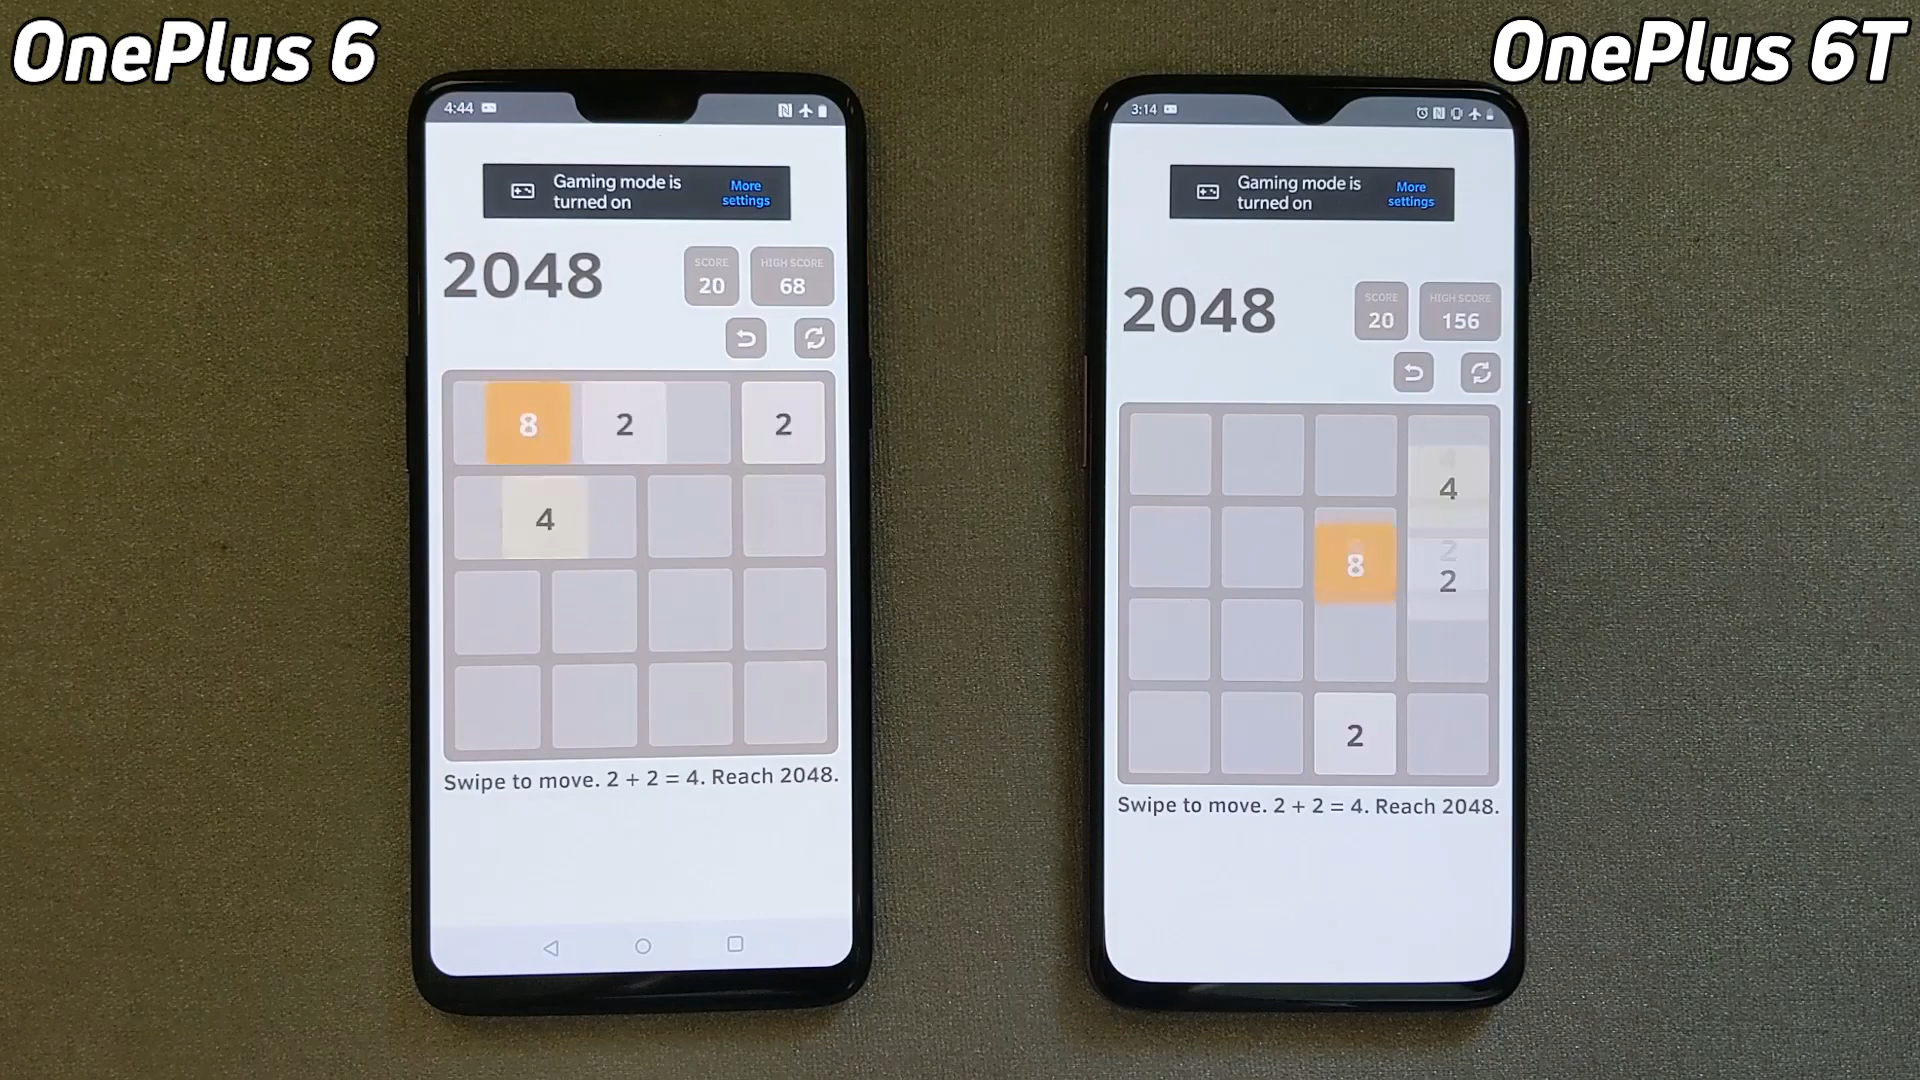 OnePlus 6
4:44
Gaming mode is
turned on
More
settings
2048
SCORE
20
HIGH SCORE
68
8
2
2
4
Swipe to move. 2 + 2 = 4. Reach 2048.
OnePlus 6T
3:14
Gaming mode is
turned on
More
settings
2048
SCORE
20
HIGH SCORE
156
4
4
8
2
2
2
Swipe to move. 2 + 2 = 4. Reach 2048.